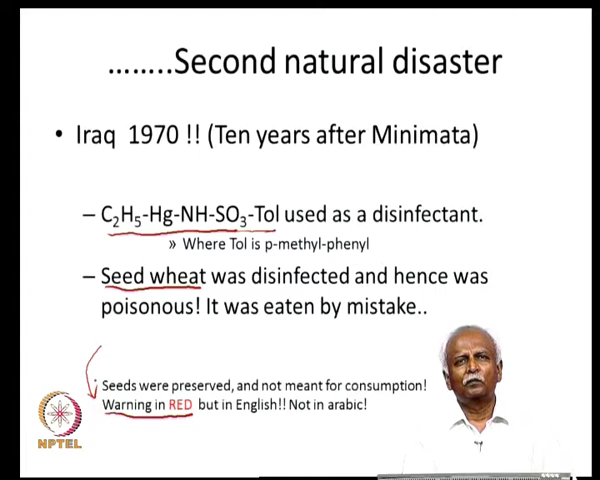 ........Second natural disaster
• Iraq 1970 !! (Ten years after Minimata)
– C₂H₅-Hg-NH-SO₃-Tol used as a disinfectant.
» Where Tol is p-methyl-phenyl
– Seed wheat was disinfected and hence was
poisonous! It was eaten by mistake..
Seeds were preserved, and not meant for consumption!
Warning in RED but in English!! Not in arabic!
NPTEL